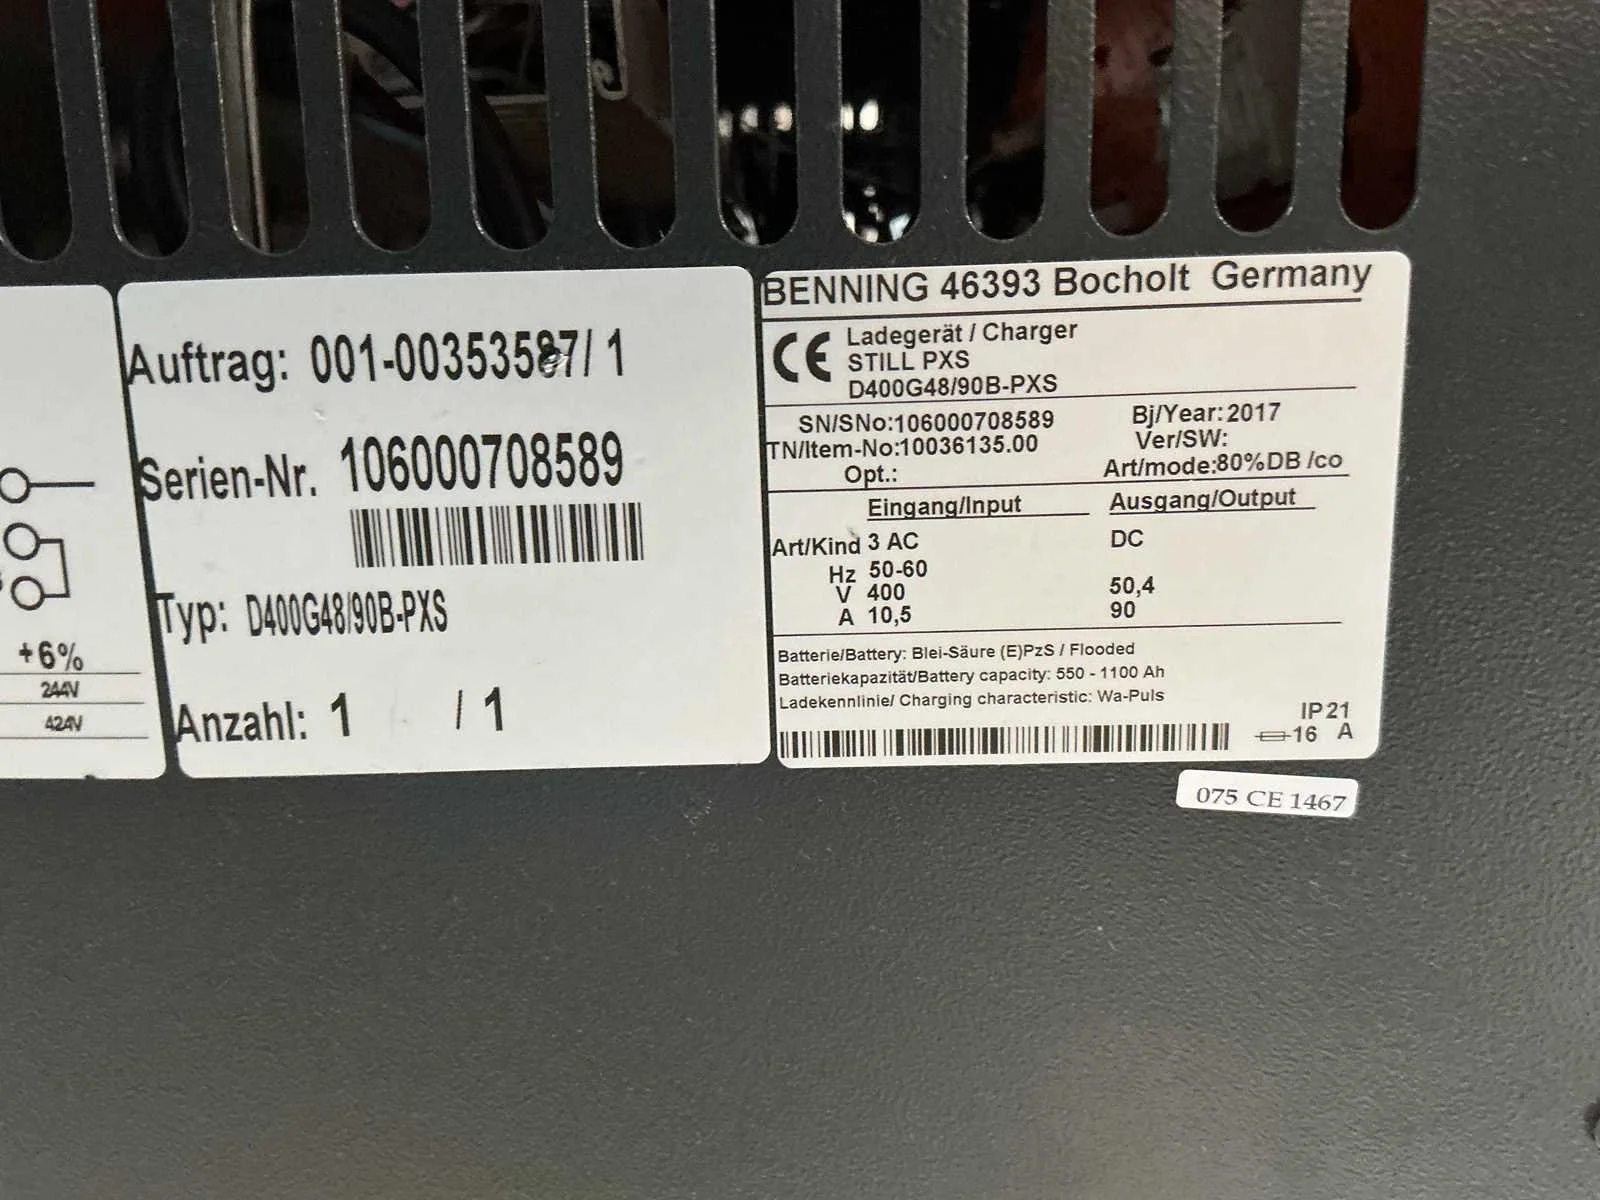 +6%
244V
424V
Auftrag: 001-00353587/ 1
Serien-Nr. 106000708589
Typ: D400G48/90B-PXS
Anzahl: 1 / 1
BENNING 46393 Bocholt Germany
CE Ladegerät / Charger
STILL PXS
D400G48/90B-PXS
SN/SNo:106000708589 Bj/Year: 2017
TN/Item-No:10036135.00 Ver/SW:
Opt.: Art/mode:80%DB /co
Eingang/Input Ausgang/Output
Art/Kind 3 AC DC
Hz 50-60
V 400 50,4
A 10,5 90
Batterie/Battery: Blei-Säure (E)PzS / Flooded
Batteriekapazität/Battery capacity: 550 - 1100 Ah
Ladekennlinie/ Charging characteristic: Wa-Puls
IP 21
16 A
075 CE 1467